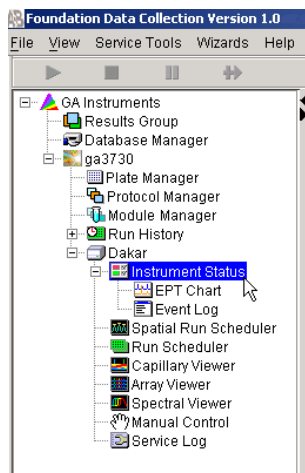 Foundation Data Collection Version 1.0
File View Service Tools Wizards Help
GA Instruments
Results Group
Database Manager
ga3730
Plate Manager
Protocol Manager
Module Manager
Run History
Dakar
Instrument Status
EPT Chart
Event Log
Spatial Run Scheduler
Run Scheduler
Capillary Viewer
Array Viewer
Spectral Viewer
Manual Control
Service Log